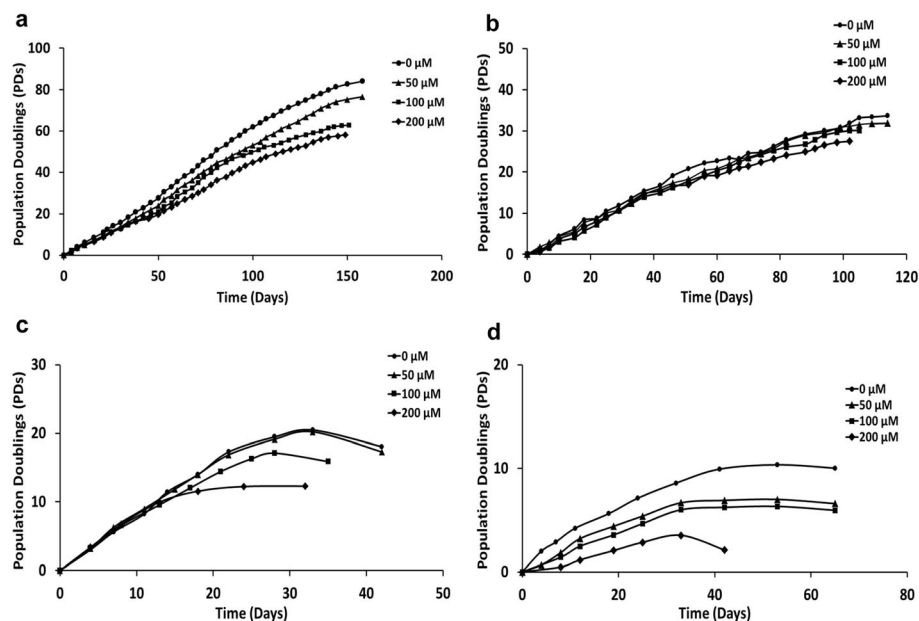 a
Population Doublings (PDs)
100
80
60
40
20
0
0 50 100 150 200
Time (Days)
0 µM
50 µM
100 µM
200 µM
b
Population Doublings (PDs)
50
40
30
20
10
0
0 20 40 60 80 100 120
Time (Days)
0 µM
50 µM
100 µM
200 µM
c
Population Doublings (PDs)
30
20
10
0
0 10 20 30 40 50
Time (Days)
0 µM
50 µM
100 µM
200 µM
d
Population Doublings (PDs)
20
10
0
0 20 40 60 80
Time (Days)
0 µM
50 µM
100 µM
200 µM